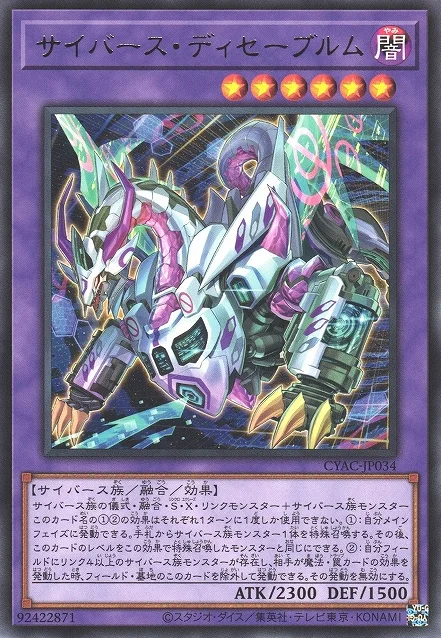 サイバース・ディセーブルム
闇
CYAC-JP034
【サイバース族／融合／効果】
サイバース族の儀式・融合・S・X・リンクモンスター＋サイバース族モンスター
このカード名の①②の効果はそれぞれ1ターンに1度しか使用できない。①：自分メイン
フェイズに発動できる。手札からサイバース族モンスター1体を特殊召喚する。その後、
このカードのレベルをこの効果で特殊召喚したモンスターと同じにできる。②：自分フィー
ルドにリンク4以上のサイバース族モンスターが存在し、相手が魔法・罠カードの効果を
発動した時、フィールド・墓地のこのカードを除外して発動できる。その発動を無効にする。
ATK/2300 DEF/1500
92422871 ©スタジオ・ダイス／集英社・テレビ東京・KONAMI